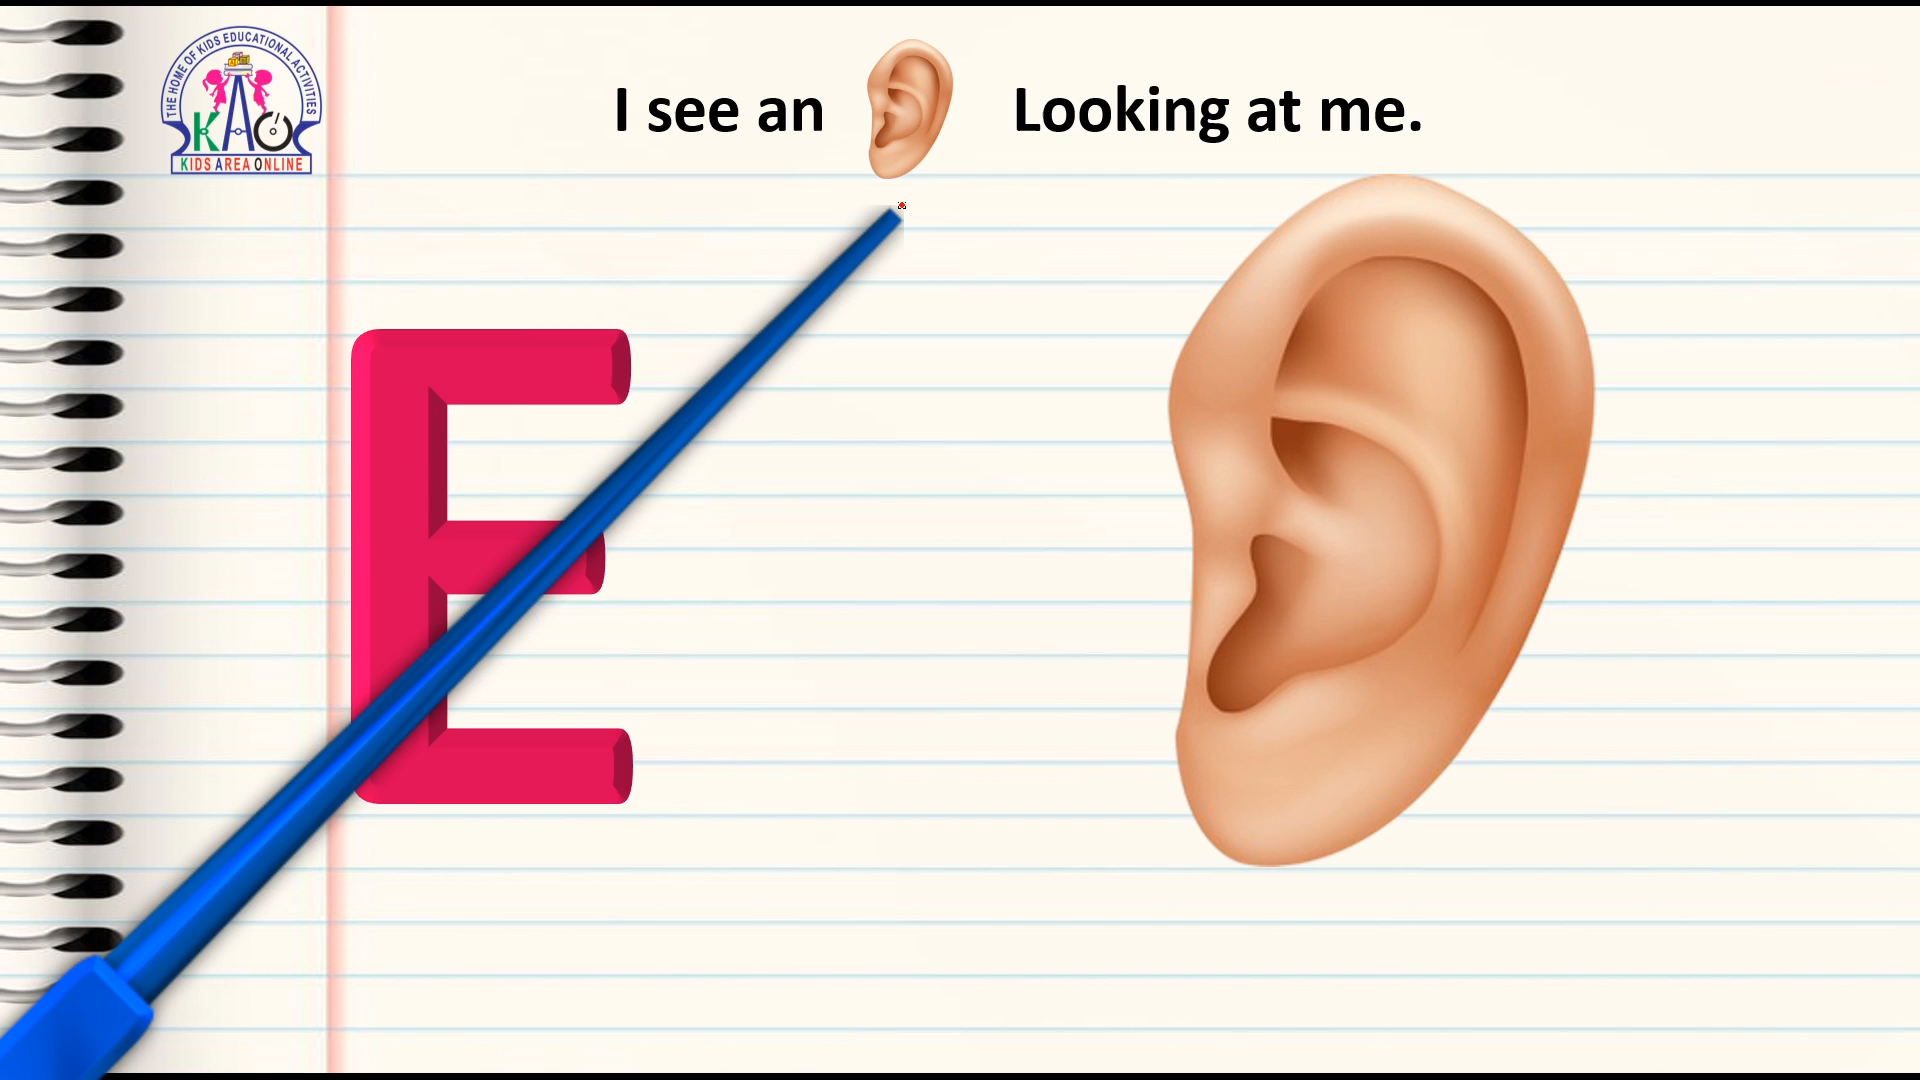 THE HOME OF KIDS EDUCATIONAL ACTIVITIES
KAO
KIDS AREA ONLINE
I see an Looking at me.
E